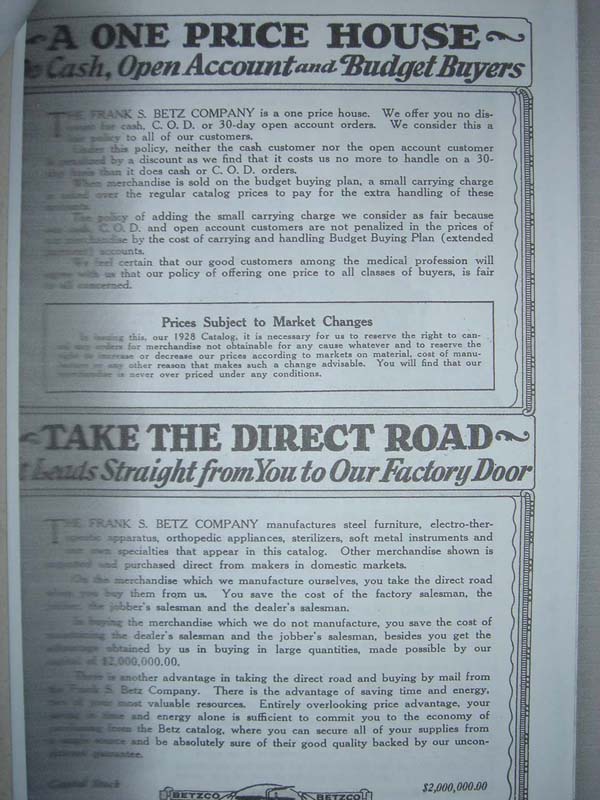 A ONE PRICE HOUSE
Cash, Open Account and Budget Buyers
THE FRANK S. BETZ COMPANY is a one price house. We offer you no dis-
cash, C. O. D. or 30-day open account orders. We consider this a
policy to all of our customers.
this policy, neither the cash customer nor the open account customer
by a discount as we find that it costs us no more to handle on a 30-
than it does cash or C. O. D. orders.
When merchandise is sold on the budget buying plan, a small carrying charge
over the regular catalog prices to pay for the extra handling of these
The policy of adding the small carrying charge we consider as fair because
C. O. D. and open account customers are not penalized in the prices of
merchandise by the cost of carrying and handling Budget Buying Plan (extended
accounts.
We feel certain that our good customers among the medical profession will
us that our policy of offering one price to all classes of buyers, is fair
to all concerned.
Prices Subject to Market Changes
In issuing this, our 1928 Catalog, it is necessary for us to reserve the right to can-
orders for merchandise not obtainable for any cause whatever and to reserve the
increase or decrease our prices according to markets on material, cost of manu-
any other reason that makes such a change advisable. You will find that our
merchandise is never over priced under any conditions.
TAKE THE DIRECT ROAD
It Leads Straight from You to Our Factory Door
THE FRANK S. BETZ COMPANY manufactures steel furniture, electro-ther-
apparatus, orthopedic appliances, sterilizers, soft metal instruments and
own specialties that appear in this catalog. Other merchandise shown is
purchased direct from makers in domestic markets.
On the merchandise which we manufacture ourselves, you take the direct road
when you buy them from us. You save the cost of the factory salesman, the
the jobber's salesman and the dealer's salesman.
In buying the merchandise which we do not manufacture, you save the cost of
the dealer's salesman and the jobber's salesman, besides you get the
advantage obtained by us in buying in large quantities, made possible by our
capital of $2,000,000.00.
There is another advantage in taking the direct road and buying by mail from
the Frank S. Betz Company. There is the advantage of saving time and energy,
most valuable resources. Entirely overlooking price advantage, your
time and energy alone is sufficient to commit you to the economy of
from the Betz catalog, where you can secure all of your supplies from
source and be absolutely sure of their good quality backed by our uncon-
guarantee.
Capital Stock
$2,000,000.00
BETZCO
BETZCO